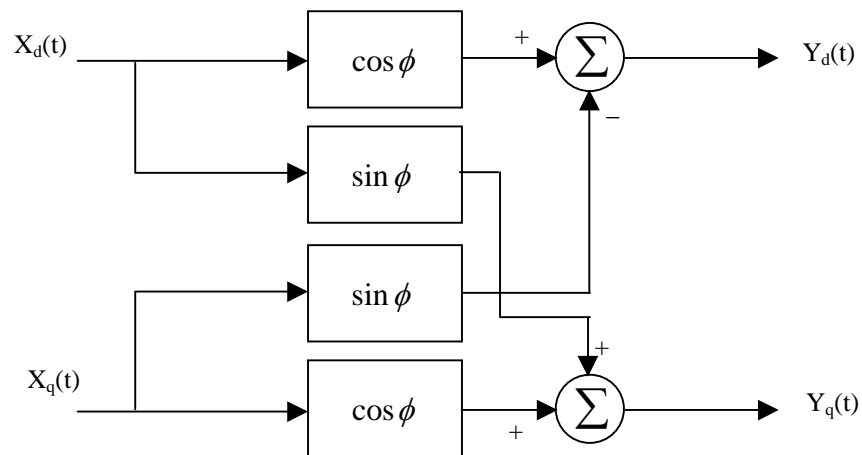 X_d(t) cos ϕ + Σ Y_d(t)
−
sin ϕ
sin ϕ
+
X_q(t) cos ϕ + Σ Y_q(t)